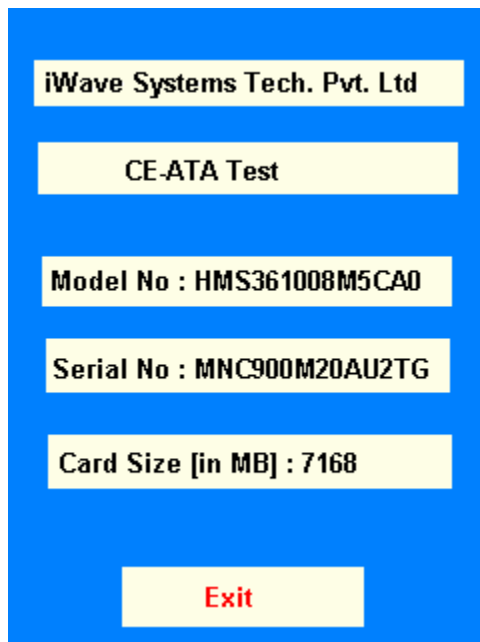 iWave Systems Tech. Pvt. Ltd
CE-ATA Test
Model No : HMS361008M5CA0
Serial No : MNC900M20AU2TG
Card Size [in MB] : 7168
Exit